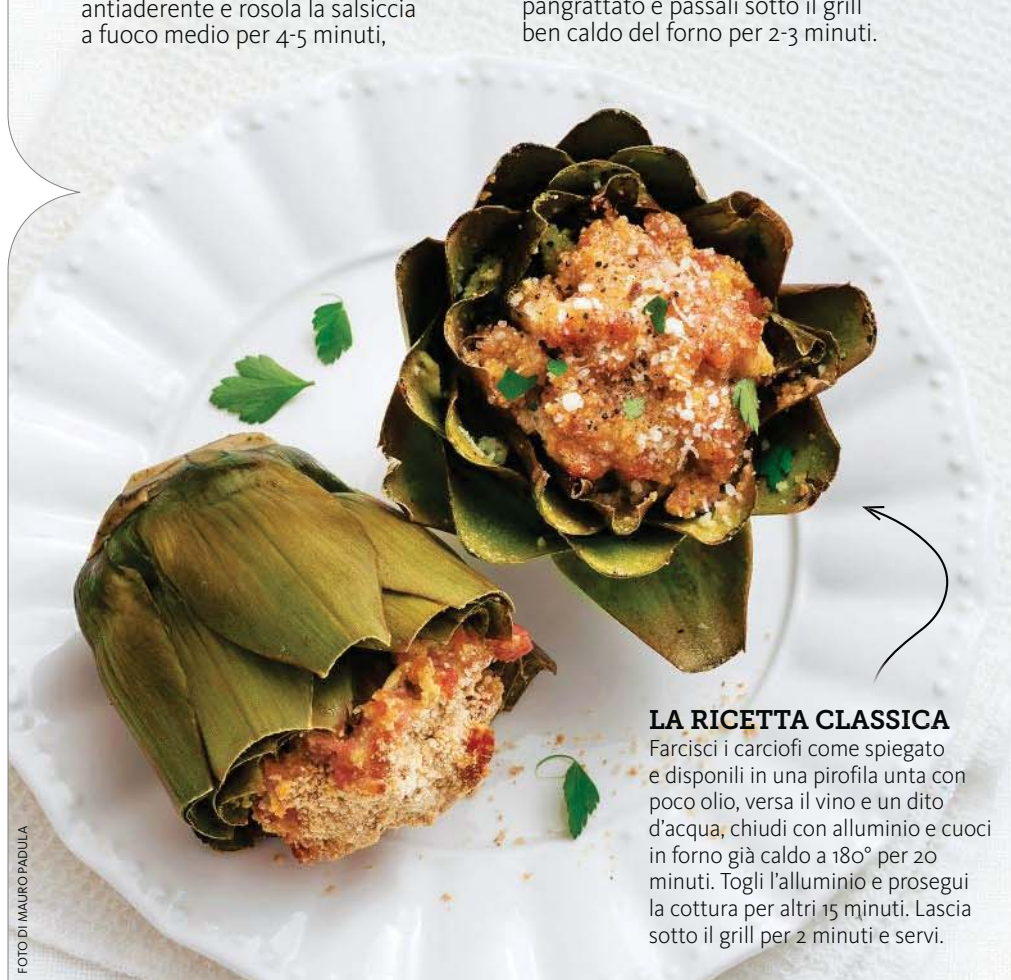 antiaderente e rosola la salsiccia
a fuoco medio per 4-5 minuti,
pangrattato e passali sotto il grill
ben caldo del forno per 2-3 minuti.
LA RICETTA CLASSICA
Farcisci i carciofi come spiegato
e disponili in una pirofila unta con
poco olio, versa il vino e un dito
d'acqua, chiudi con alluminio e cuoci
in forno già caldo a 180° per 20
minuti. Togli l'alluminio e prosegui
la cottura per altri 15 minuti. Lascia
sotto il grill per 2 minuti e servi.
FOTO DI MAURO PADULA